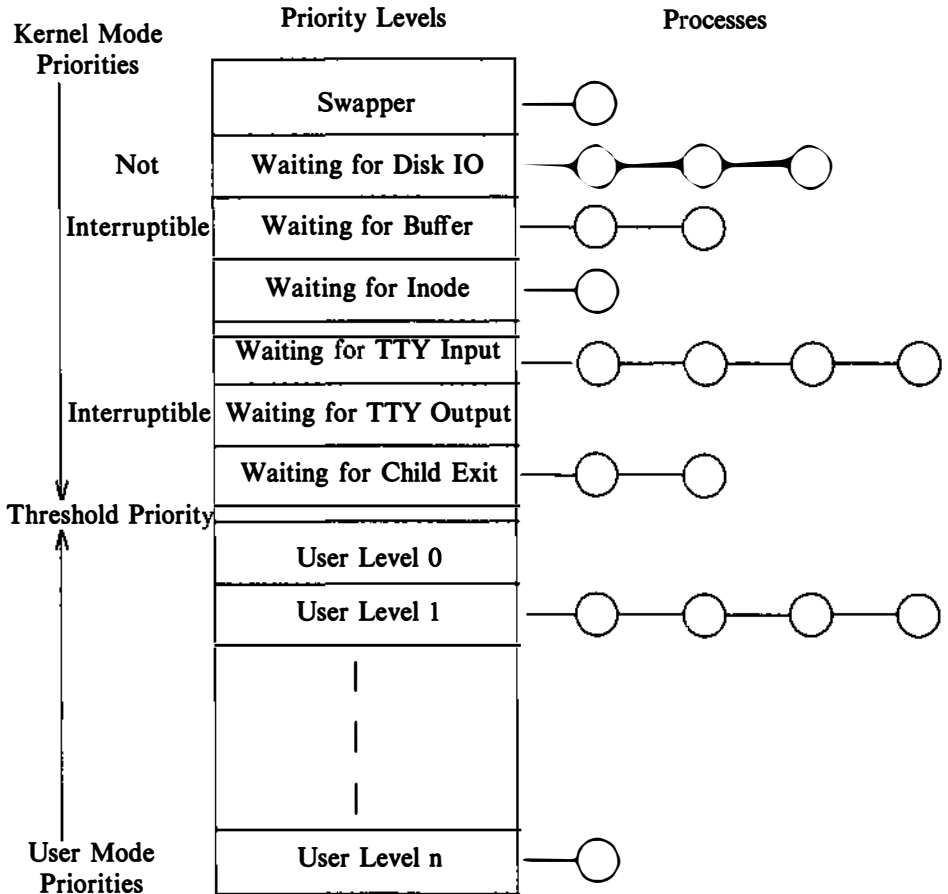 Priority Levels
Processes
Kernel Mode
Priorities
Swapper
Not
Waiting for Disk IO
Interruptible
Waiting for Buffer
Waiting for Inode
Waiting for TTY Input
Interruptible
Waiting for TTY Output
Waiting for Child Exit
Threshold Priority
User Level 0
User Level 1
User Level n
User Mode
Priorities